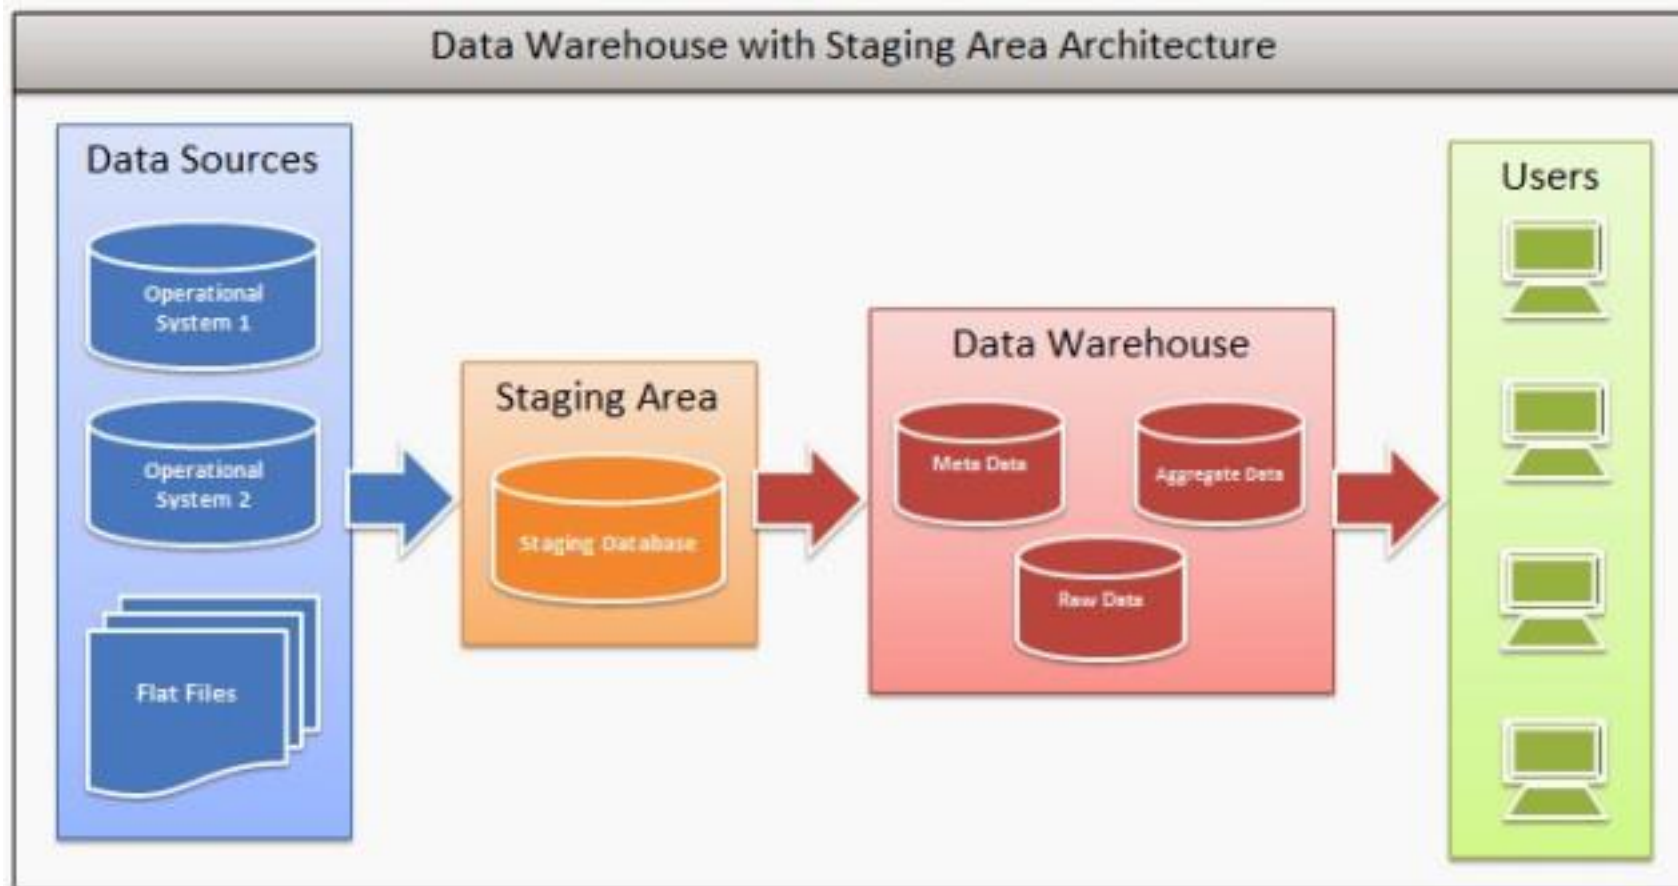 Data Warehouse with Staging Area Architecture
Data Sources
Operational
System 1
Operational
System 2
Flat Files
Staging Area
Staging Database
Data Warehouse
Meta Data
Aggregate Data
Raw Data
Users